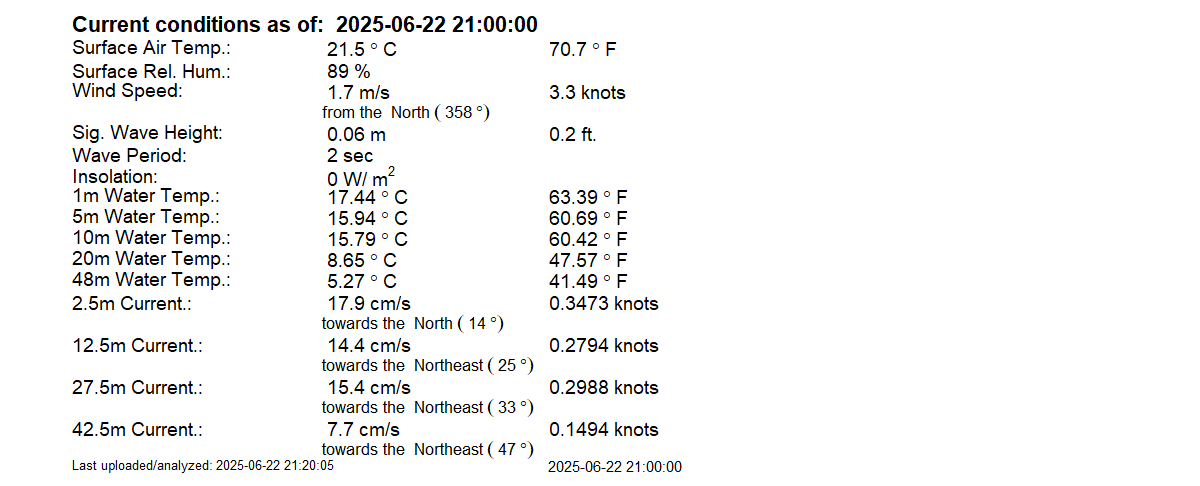 Current conditions as of: 2025-06-22 21:00:00
Surface Air Temp.: 21.5 ° C 70.7 ° F
Surface Rel. Hum.: 89 %
Wind Speed: 1.7 m/s 3.3 knots
from the North ( 358 °)
Sig. Wave Height: 0.06 m 0.2 ft.
Wave Period: 2 sec
Insolation: 0 W/ m²
1m Water Temp.: 17.44 ° C 63.39 ° F
5m Water Temp.: 15.94 ° C 60.69 ° F
10m Water Temp.: 15.79 ° C 60.42 ° F
20m Water Temp.: 8.65 ° C 47.57 ° F
48m Water Temp.: 5.27 ° C 41.49 ° F
2.5m Current.: 17.9 cm/s 0.3473 knots
towards the North ( 14 °)
12.5m Current.: 14.4 cm/s 0.2794 knots
towards the Northeast ( 25 °)
27.5m Current.: 15.4 cm/s 0.2988 knots
towards the Northeast ( 33 °)
42.5m Current.: 7.7 cm/s 0.1494 knots
towards the Northeast ( 47 °)
Last uploaded/analyzed: 2025-06-22 21:20:05 2025-06-22 21:00:00